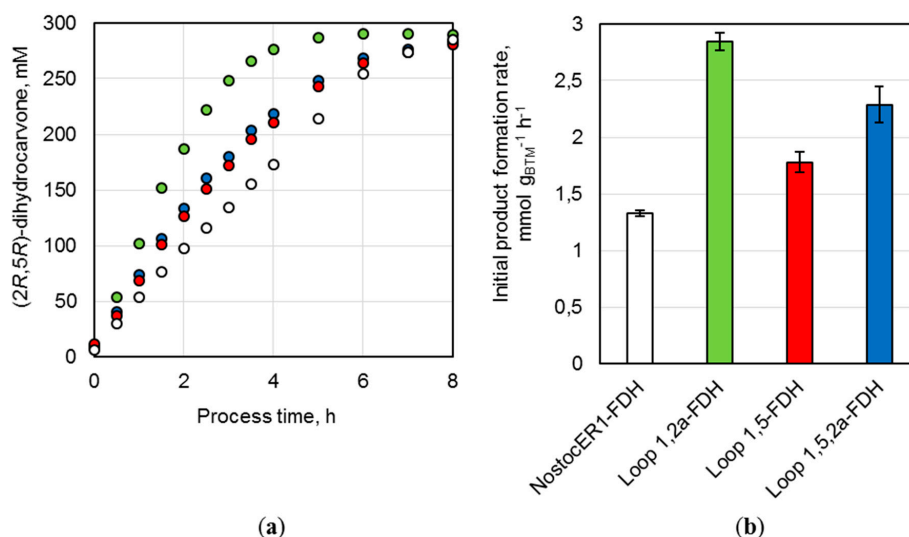 (2R,5R)-dihydrocarvone, mM
300
250
200
150
100
50
0
0 2 4 6 8
Process time, h
(a)
Initial product formation rate,
mmol g_BTM^-1 h^-1
3
2,5
2
1,5
1
0,5
0
NostocER1-FDH
Loop 1,2a-FDH
Loop 1,5-FDH
Loop 1,5,2a-FDH
(b)